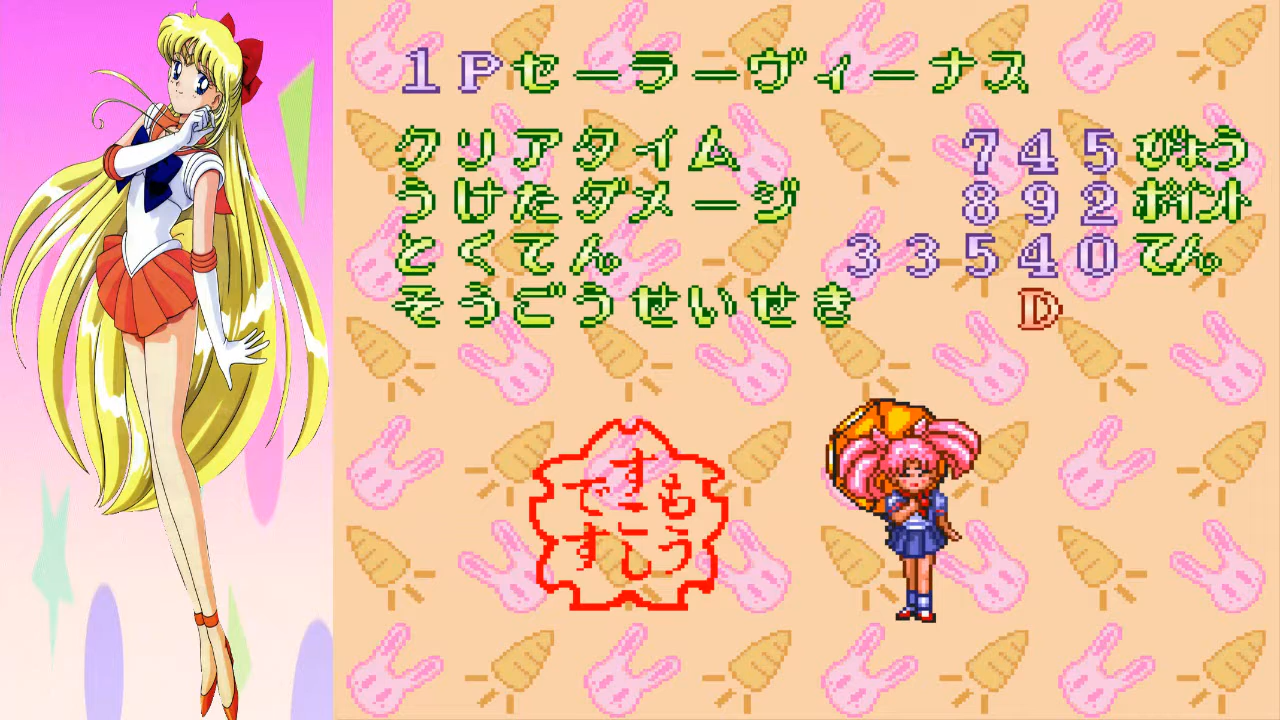 1Pセーラーヴィーナス
クリアタイム 745びょう
うけたダメージ 892ポイント
とくてん 33540てん
そうごうせいせき D
もう
すこし
です